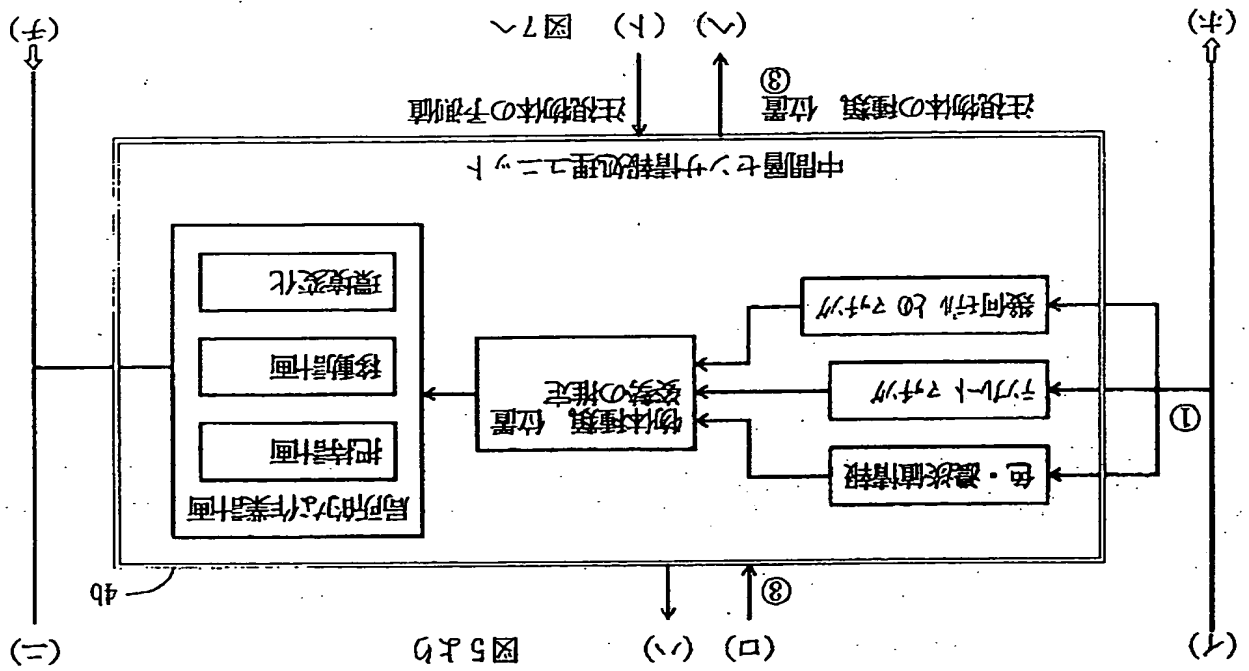 (イ) (ロ) (ハ) 図5より (ニ)
⑧
4b
①
色・濃淡値情報
テンプレート マッチング
幾何モデル との マッチング
物体種類 位置
姿勢の推定
局所的な作業計画
把持計画
移動計画
環境変化
中間層センサ情報処理ユニット
注視物体の種類 位置 注視物体の予測値
③
(ホ) (ヘ) (ト) 図7へ (チ)